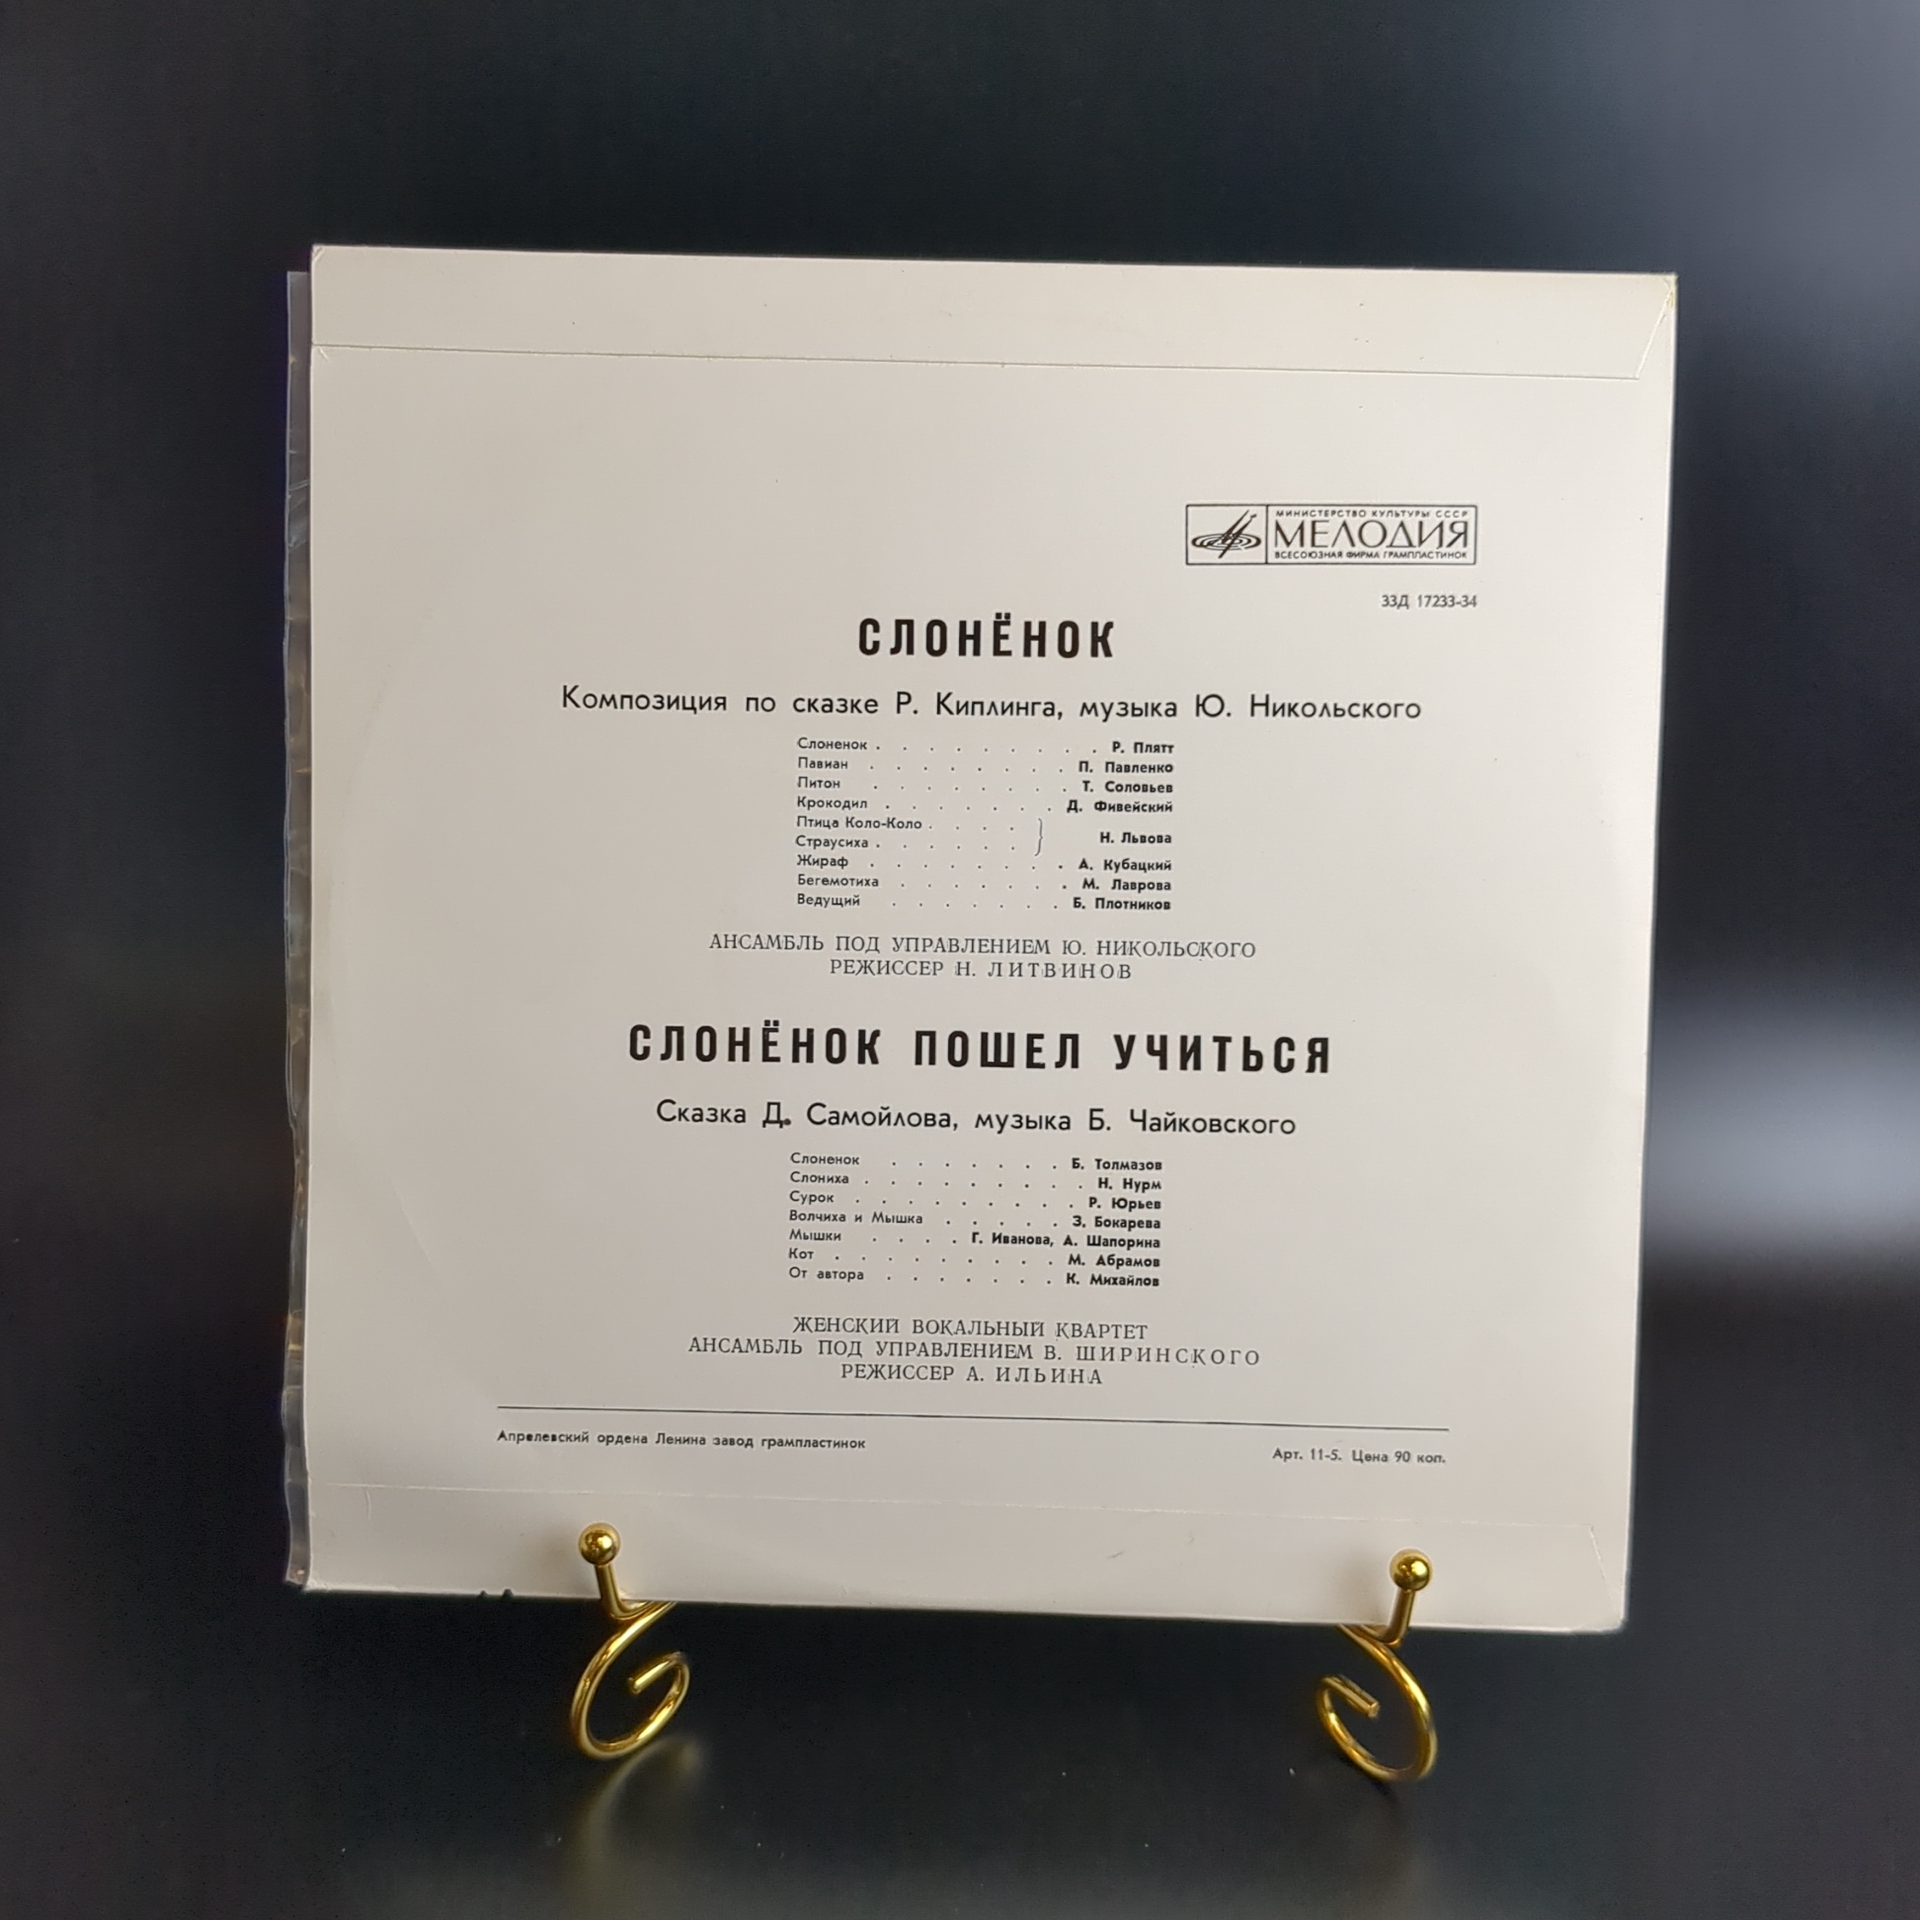 МИНИСТЕРСТВО КУЛЬТУРЫ СССР
МЕЛОДИЯ
ВСЕСОЮЗНАЯ ФИРМА ГРАМПЛАСТИНОК
33Д 17233-34
СЛОНЁНОК
Композиция по сказке Р. Киплинга, музыка Ю. Никольского
Слоненок . . . . . . . . . Р. Плятт
Павиан . . . . . . . . П. Павленко
Питон . . . . . . . . Т. Соловьев
Крокодил . . . . . . . Д. Фивейский
Птица Коло-Коло . . . .
Страусиха . . . . . . } Н. Львова
Жираф . . . . . . . . А. Кубацкий
Бегемотиха . . . . . . . М. Лаврова
Ведущий . . . . . . . Б. Плотников
АНСАМБЛЬ ПОД УПРАВЛЕНИЕМ Ю. НИКОЛЬСКОГО
РЕЖИССЕР Н. ЛИТВИНОВ
СЛОНЁНОК ПОШЕЛ УЧИТЬСЯ
Сказка Д. Самойлова, музыка Б. Чайковского
Слоненок . . . . . . . Б. Толмазов
Слониха . . . . . . . . . Н. Нурм
Сурок . . . . . . . . . Р. Юрьев
Волчиха и Мышка . . . . . З. Бокарева
Мышки . . . . Г. Иванова, А. Шапорина
Кот . . . . . . . . . М. Абрамов
От автора . . . . . . . К. Михайлов
ЖЕНСКИЙ ВОКАЛЬНЫЙ КВАРТЕТ
АНСАМБЛЬ ПОД УПРАВЛЕНИЕМ В. ШИРИНСКОГО
РЕЖИССЕР А. ИЛЬИНА
Апрелевский ордена Ленина завод грампластинок
Арт. 11-5. Цена 90 коп.